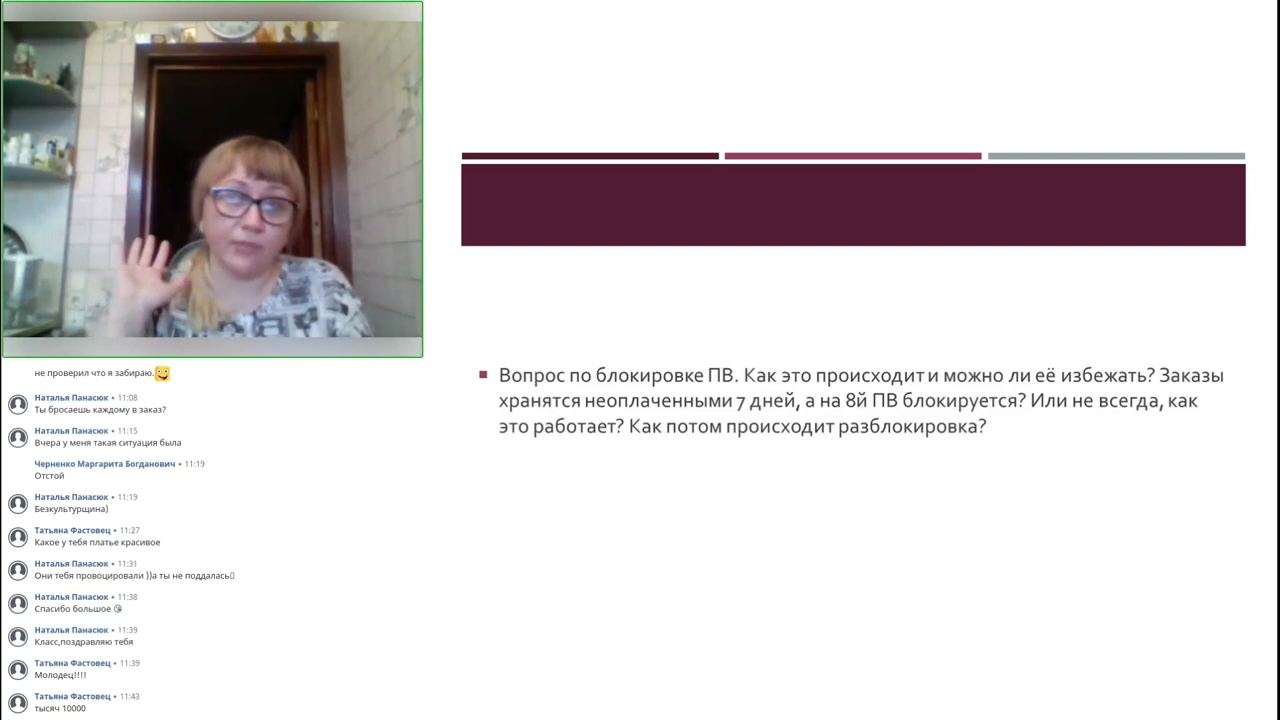 не проверил что я забираю.
Наталья Панасюк • 11:08
Ты бросаешь каждому в заказ?
Наталья Панасюк • 11:15
Вчера у меня такая ситуация была
Черненко Маргарита Богданович • 11:19
Отстой
Наталья Панасюк • 11:19
Безкультурщина)
Татьяна Фастовец • 11:27
Какое у тебя платье красивое
Наталья Панасюк • 11:31
Они тебя провоцировали ))а ты не поддалась
Наталья Панасюк • 11:38
Спасибо большое 😘
Наталья Панасюк • 11:39
Класс,поздравляю тебя
Татьяна Фастовец • 11:39
Молодец!!!!
Татьяна Фастовец • 11:43
тысяч 10000
Вопрос по блокировке ПВ. Как это происходит и можно ли её избежать? Заказы
хранятся неоплаченными 7 дней, а на 8й ПВ блокируется? Или не всегда, как
это работает? Как потом происходит разблокировка?